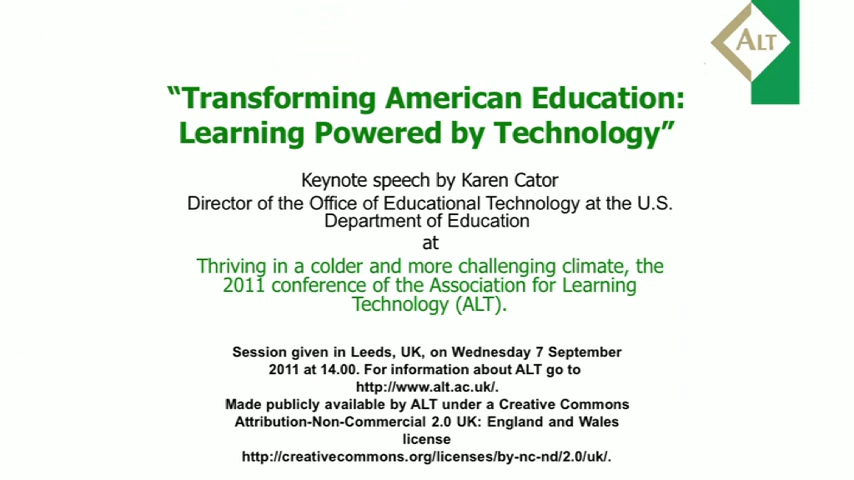 ALT
“Transforming American Education:
Learning Powered by Technology”
Keynote speech by Karen Cator
Director of the Office of Educational Technology at the U.S.
Department of Education
at
Thriving in a colder and more challenging climate, the
2011 conference of the Association for Learning
Technology (ALT).
Session given in Leeds, UK, on Wednesday 7 September
2011 at 14.00. For information about ALT go to
http://www.alt.ac.uk/.
Made publicly available by ALT under a Creative Commons
Attribution-Non-Commercial 2.0 UK: England and Wales
license
http://creativecommons.org/licenses/by-nc-nd/2.0/uk/.